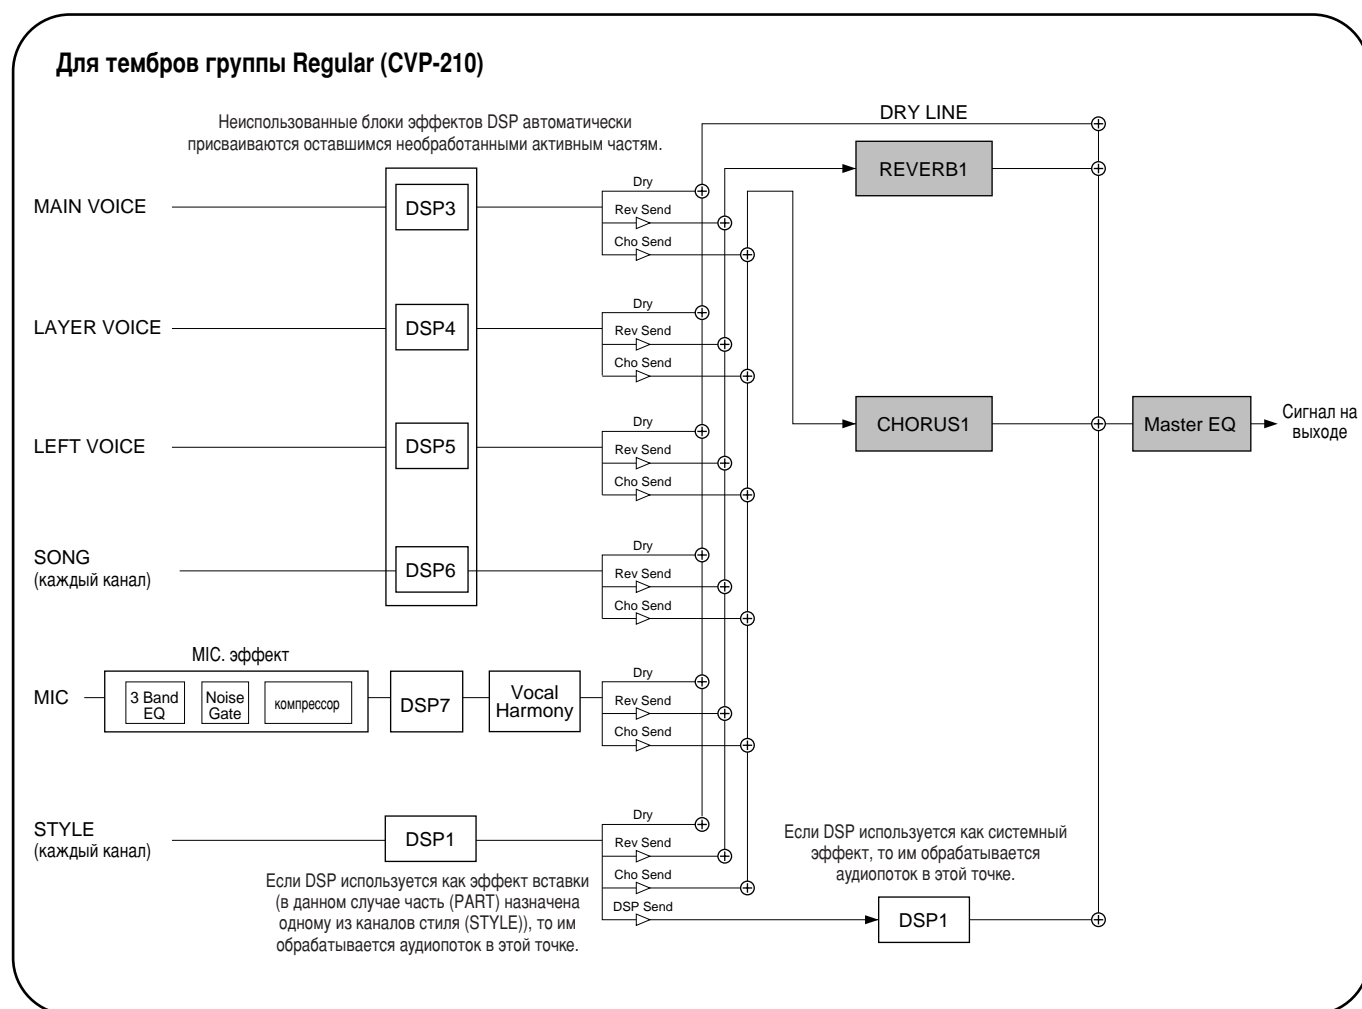 Для тембров группы Regular (CVP-210)
Неиспользованные блоки эффектов DSP автоматически
присваиваются оставшимся необработанными активным частям.
DRY LINE
REVERB1
MAIN VOICE
DSP3
Dry
Rev Send
Cho Send
LAYER VOICE
DSP4
Dry
Rev Send
Cho Send
LEFT VOICE
DSP5
Dry
Rev Send
Cho Send
CHORUS1
Master EQ
Сигнал на
выходе
SONG
(каждый канал)
DSP6
Dry
Rev Send
Cho Send
MIC. эффект
MIC
3 Band
EQ
Noise
Gate
компрессор
DSP7
Vocal
Harmony
Dry
Rev Send
Cho Send
STYLE
(каждый канал)
DSP1
Dry
Rev Send
Cho Send
DSP Send
Если DSP используется как эффект вставки
(в данном случае часть (PART) назначена
одному из каналов стиля (STYLE)), то им
обрабатывается аудиопоток в этой точке.
Если DSP используется как системный
эффект, то им обрабатывается
аудиопоток в этой точке.
DSP1